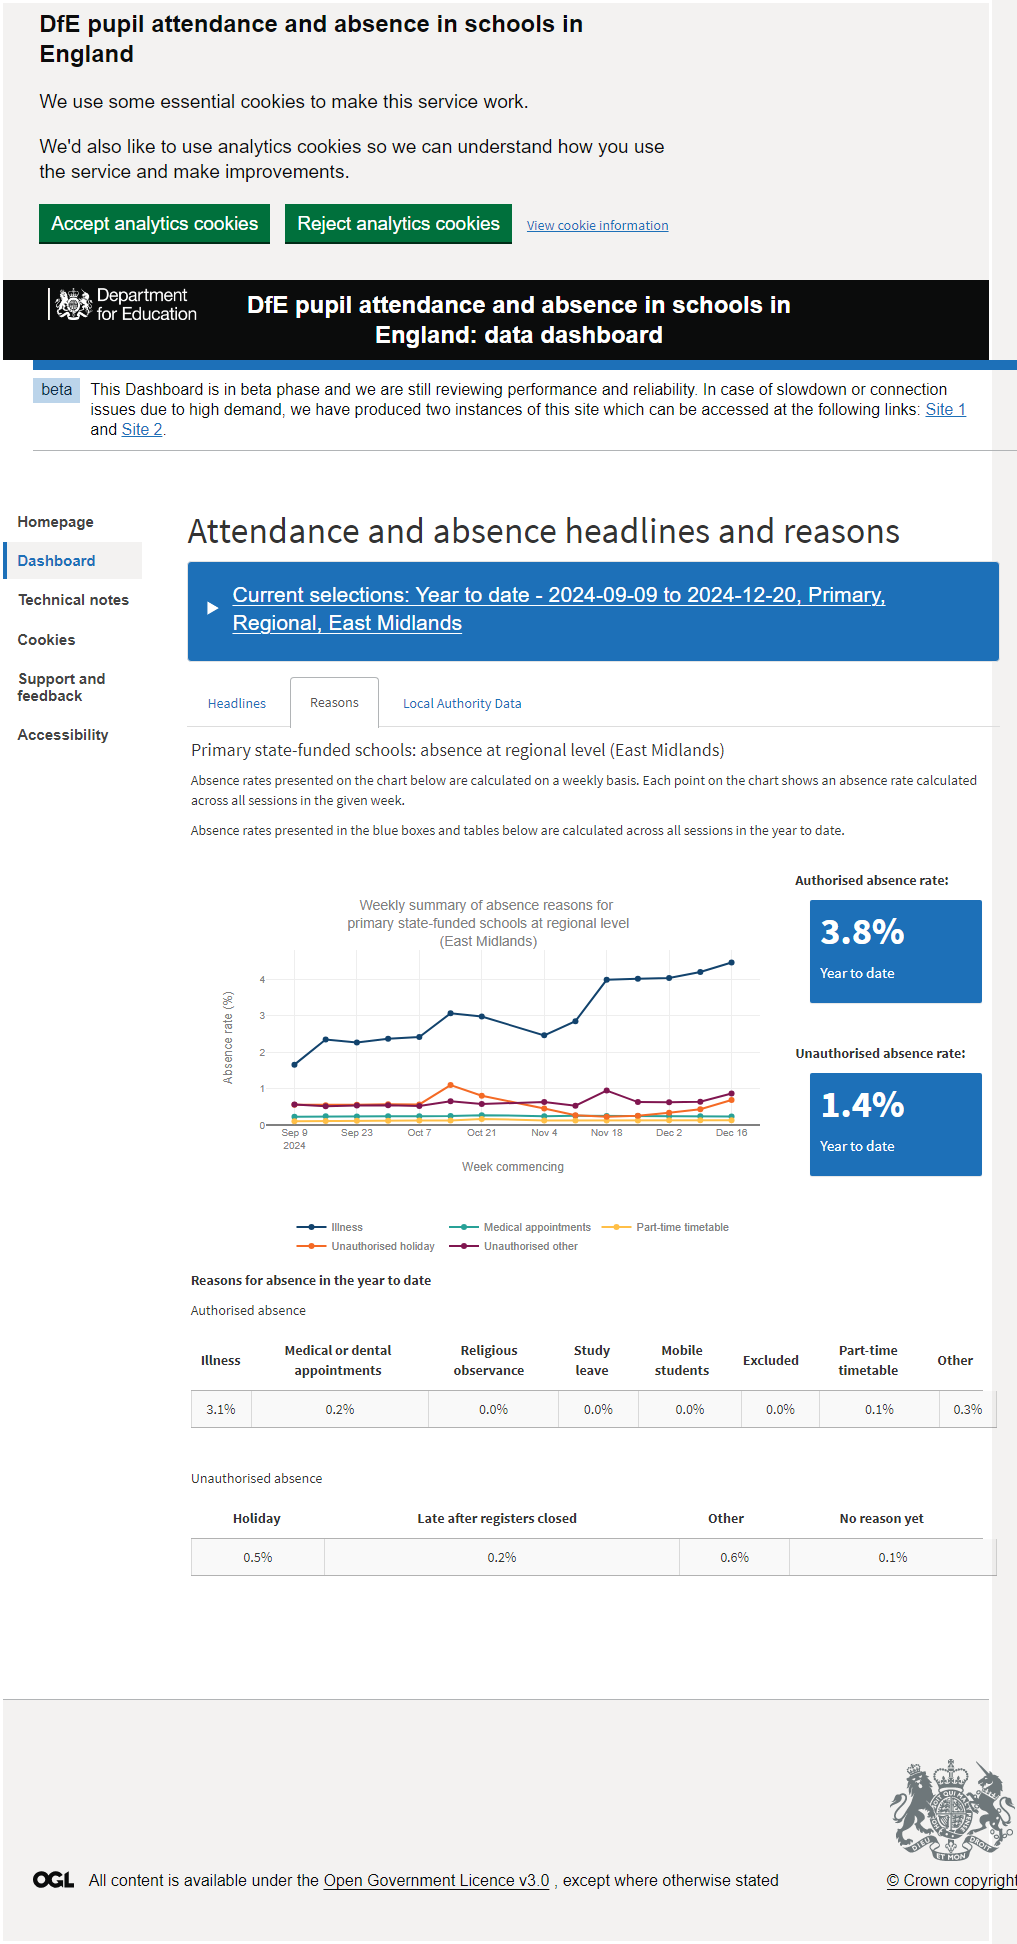 DfE pupil attendance and absence in schools in
England
We use some essential cookies to make this service work.
We'd also like to use analytics cookies so we can understand how you use
the service and make improvements.
Accept analytics cookies Reject analytics cookies View cookie information
Department
for Education
DfE pupil attendance and absence in schools in
England: data dashboard
beta This Dashboard is in beta phase and we are still reviewing performance and reliability. In case of slowdown or connection
issues due to high demand, we have produced two instances of this site which can be accessed at the following links: Site 1
and Site 2.
Homepage
Dashboard
Technical notes
Cookies
Support and
feedback
Accessibility
Attendance and absence headlines and reasons
Current selections: Year to date - 2024-09-09 to 2024-12-20, Primary,
Regional, East Midlands
Headlines Reasons Local Authority Data
Primary state-funded schools: absence at regional level (East Midlands)
Absence rates presented on the chart below are calculated on a weekly basis. Each point on the chart shows an absence rate calculated
across all sessions in the given week.
Absence rates presented in the blue boxes and tables below are calculated across all sessions in the year to date.
Weekly summary of absence reasons for
primary state-funded schools at regional level
(East Midlands)
Absence rate (%)
4
3
2
1
0
Sep 9 Sep 23 Oct 7 Oct 21 Nov 4 Nov 18 Dec 2 Dec 16
2024
Week commencing
Illness Medical appointments Part-time timetable
Unauthorised holiday Unauthorised other
Authorised absence rate:
3.8%
Year to date
Unauthorised absence rate:
1.4%
Year to date
Reasons for absence in the year to date
Authorised absence
Illness Medical or dental appointments Religious observance Study leave Mobile students Excluded Part-time timetable Other
3.1% 0.2% 0.0% 0.0% 0.0% 0.0% 0.1% 0.3%
Unauthorised absence
Holiday Late after registers closed Other No reason yet
0.5% 0.2% 0.6% 0.1%
DIEU ET MON DROIT
OGL All content is available under the Open Government Licence v3.0 , except where otherwise stated © Crown copyright